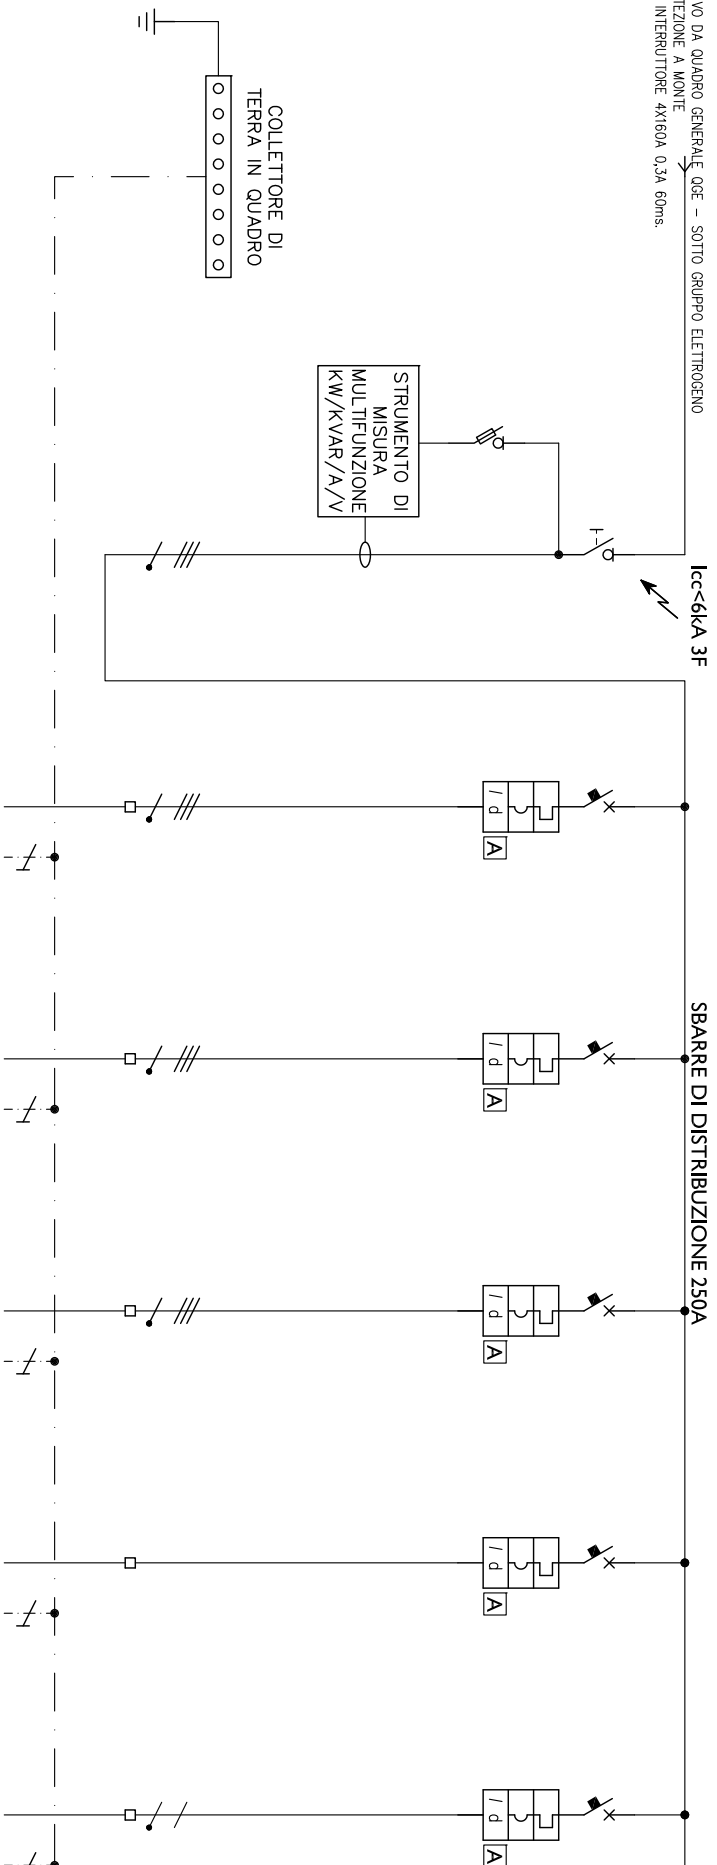 VO DA QUADRO GENERALE QGE – SOTTO GRUPPO ELETTROGENO
TEZIONE A MONTE
INTERRUTTORE 4X160A 0,3A 60ms.
Icc<6kA 3F
SBARRE DI DISTRIBUZIONE 250A
STRUMENTO DI
MISURA
MULTIFUNZIONE
KW/KVAR/A/V
COLLETTORE DI
TERRA IN QUADRO
I d
A
I d
A
I d
A
I d
A
I d
A